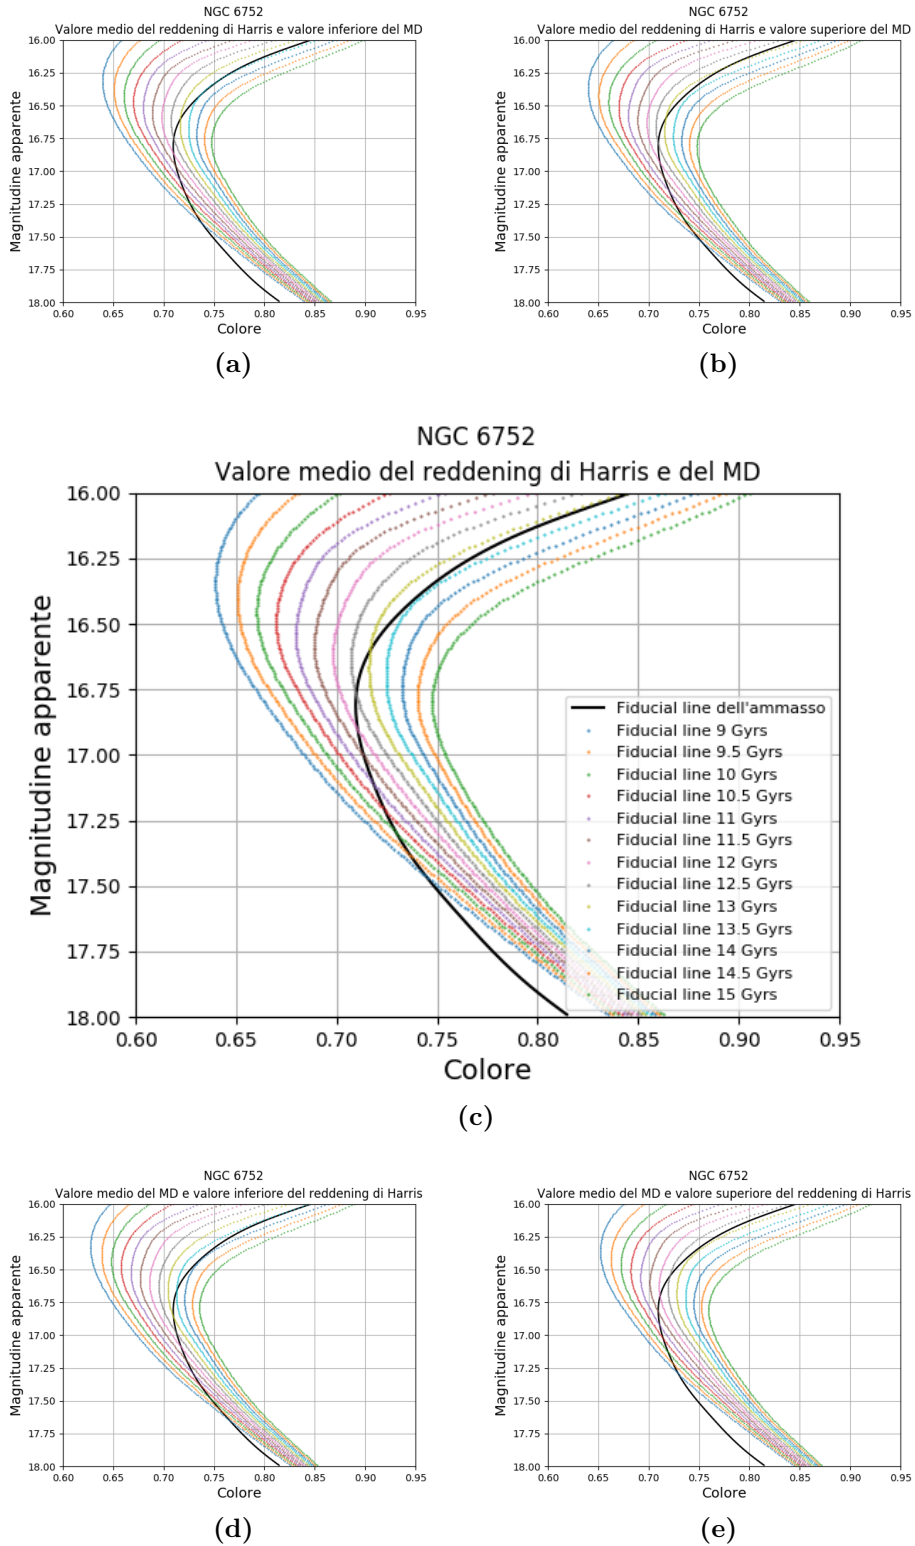 NGC 6752
Valore medio del reddening di Harris e valore inferiore del MD
16.00
16.25
16.50
16.75
17.00
17.25
17.50
17.75
18.00
Magnitudine apparente
0.60 0.65 0.70 0.75 0.80 0.85 0.90 0.95
Colore
(a)
NGC 6752
Valore medio del reddening di Harris e valore superiore del MD
16.00
16.25
16.50
16.75
17.00
17.25
17.50
17.75
18.00
Magnitudine apparente
0.60 0.65 0.70 0.75 0.80 0.85 0.90 0.95
Colore
(b)
NGC 6752
Valore medio del reddening di Harris e del MD
16.00
16.25
16.50
16.75
17.00
17.25
17.50
17.75
18.00
Magnitudine apparente
Fiducial line dell'ammasso
Fiducial line 9 Gyrs
Fiducial line 9.5 Gyrs
Fiducial line 10 Gyrs
Fiducial line 10.5 Gyrs
Fiducial line 11 Gyrs
Fiducial line 11.5 Gyrs
Fiducial line 12 Gyrs
Fiducial line 12.5 Gyrs
Fiducial line 13 Gyrs
Fiducial line 13.5 Gyrs
Fiducial line 14 Gyrs
Fiducial line 14.5 Gyrs
Fiducial line 15 Gyrs
0.60 0.65 0.70 0.75 0.80 0.85 0.90 0.95
Colore
(c)
NGC 6752
Valore medio del MD e valore inferiore del reddening di Harris
16.00
16.25
16.50
16.75
17.00
17.25
17.50
17.75
18.00
Magnitudine apparente
0.60 0.65 0.70 0.75 0.80 0.85 0.90 0.95
Colore
(d)
NGC 6752
Valore medio del MD e valore superiore del reddening di Harris
16.00
16.25
16.50
16.75
17.00
17.25
17.50
17.75
18.00
Magnitudine apparente
0.60 0.65 0.70 0.75 0.80 0.85 0.90 0.95
Colore
(e)